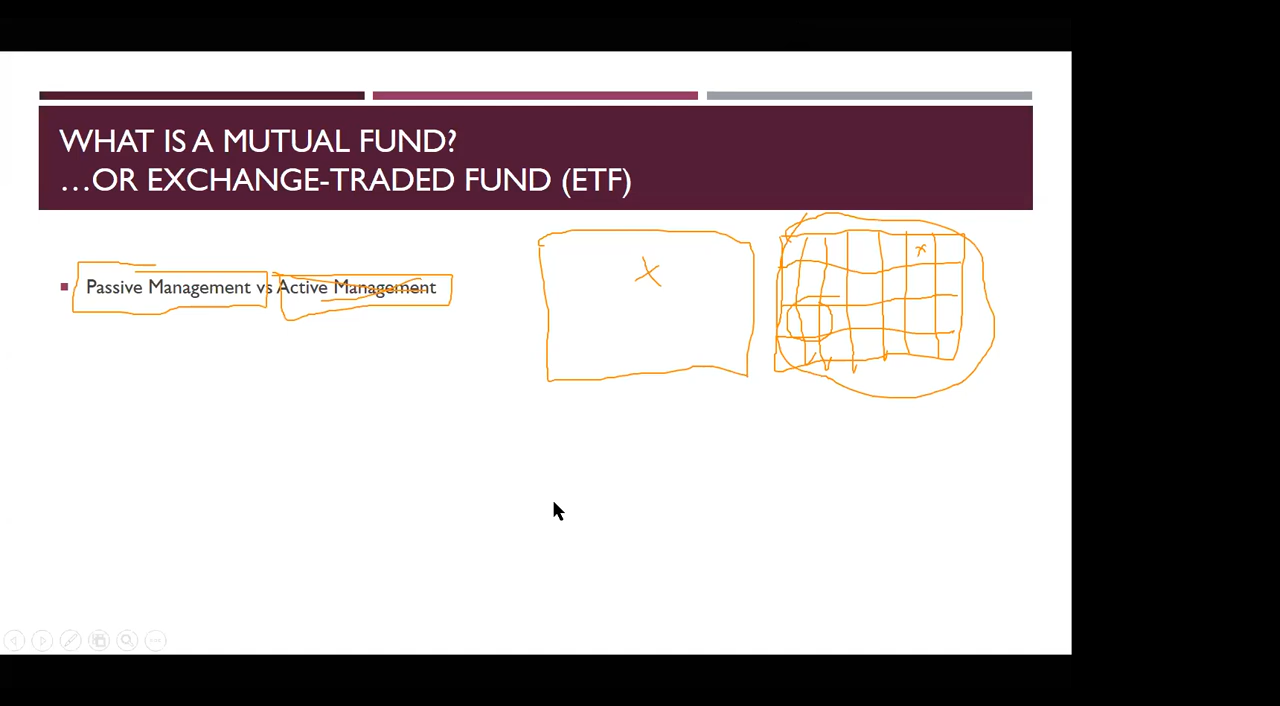 WHAT IS A MUTUAL FUND?
...OR EXCHANGE-TRADED FUND (ETF)
Passive Management vs Active Management
X
x